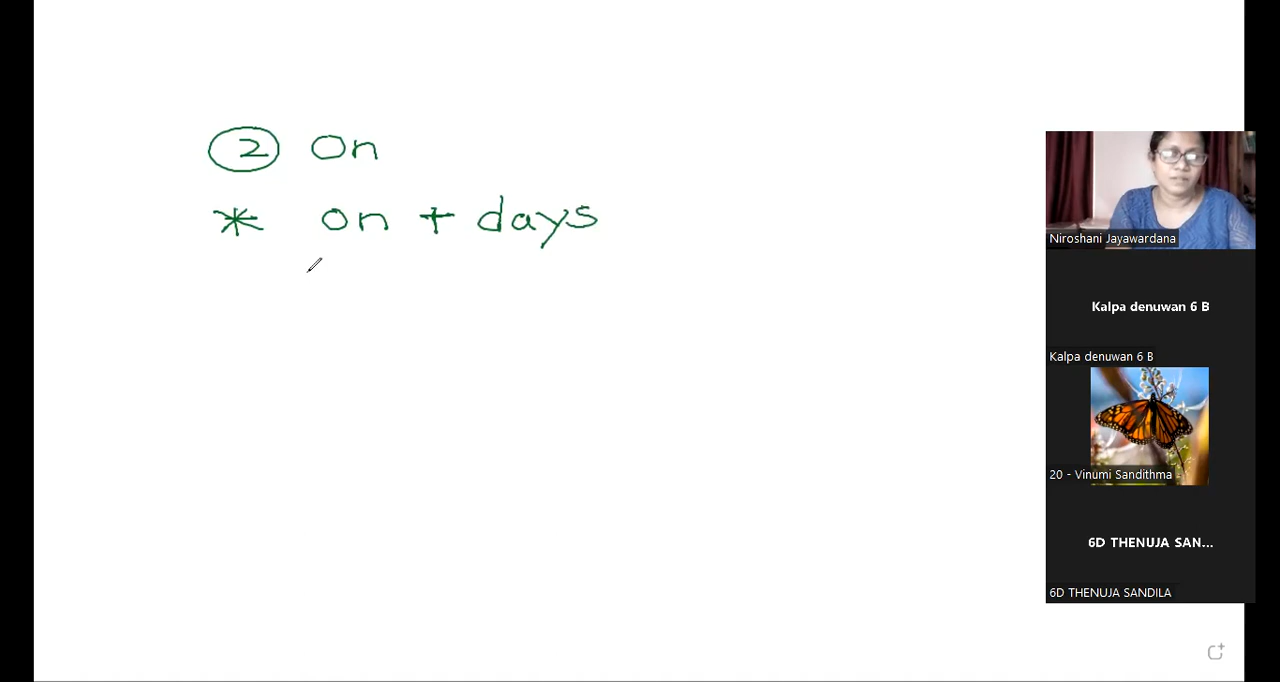 2 On
* on + days
Niroshani Jayawardana
Kalpa denuwan 6 B
Kalpa denuwan 6 B
20 - Vinumi Sandithma -
6D THENUJA SAN...
6D THENUJA SANDILA